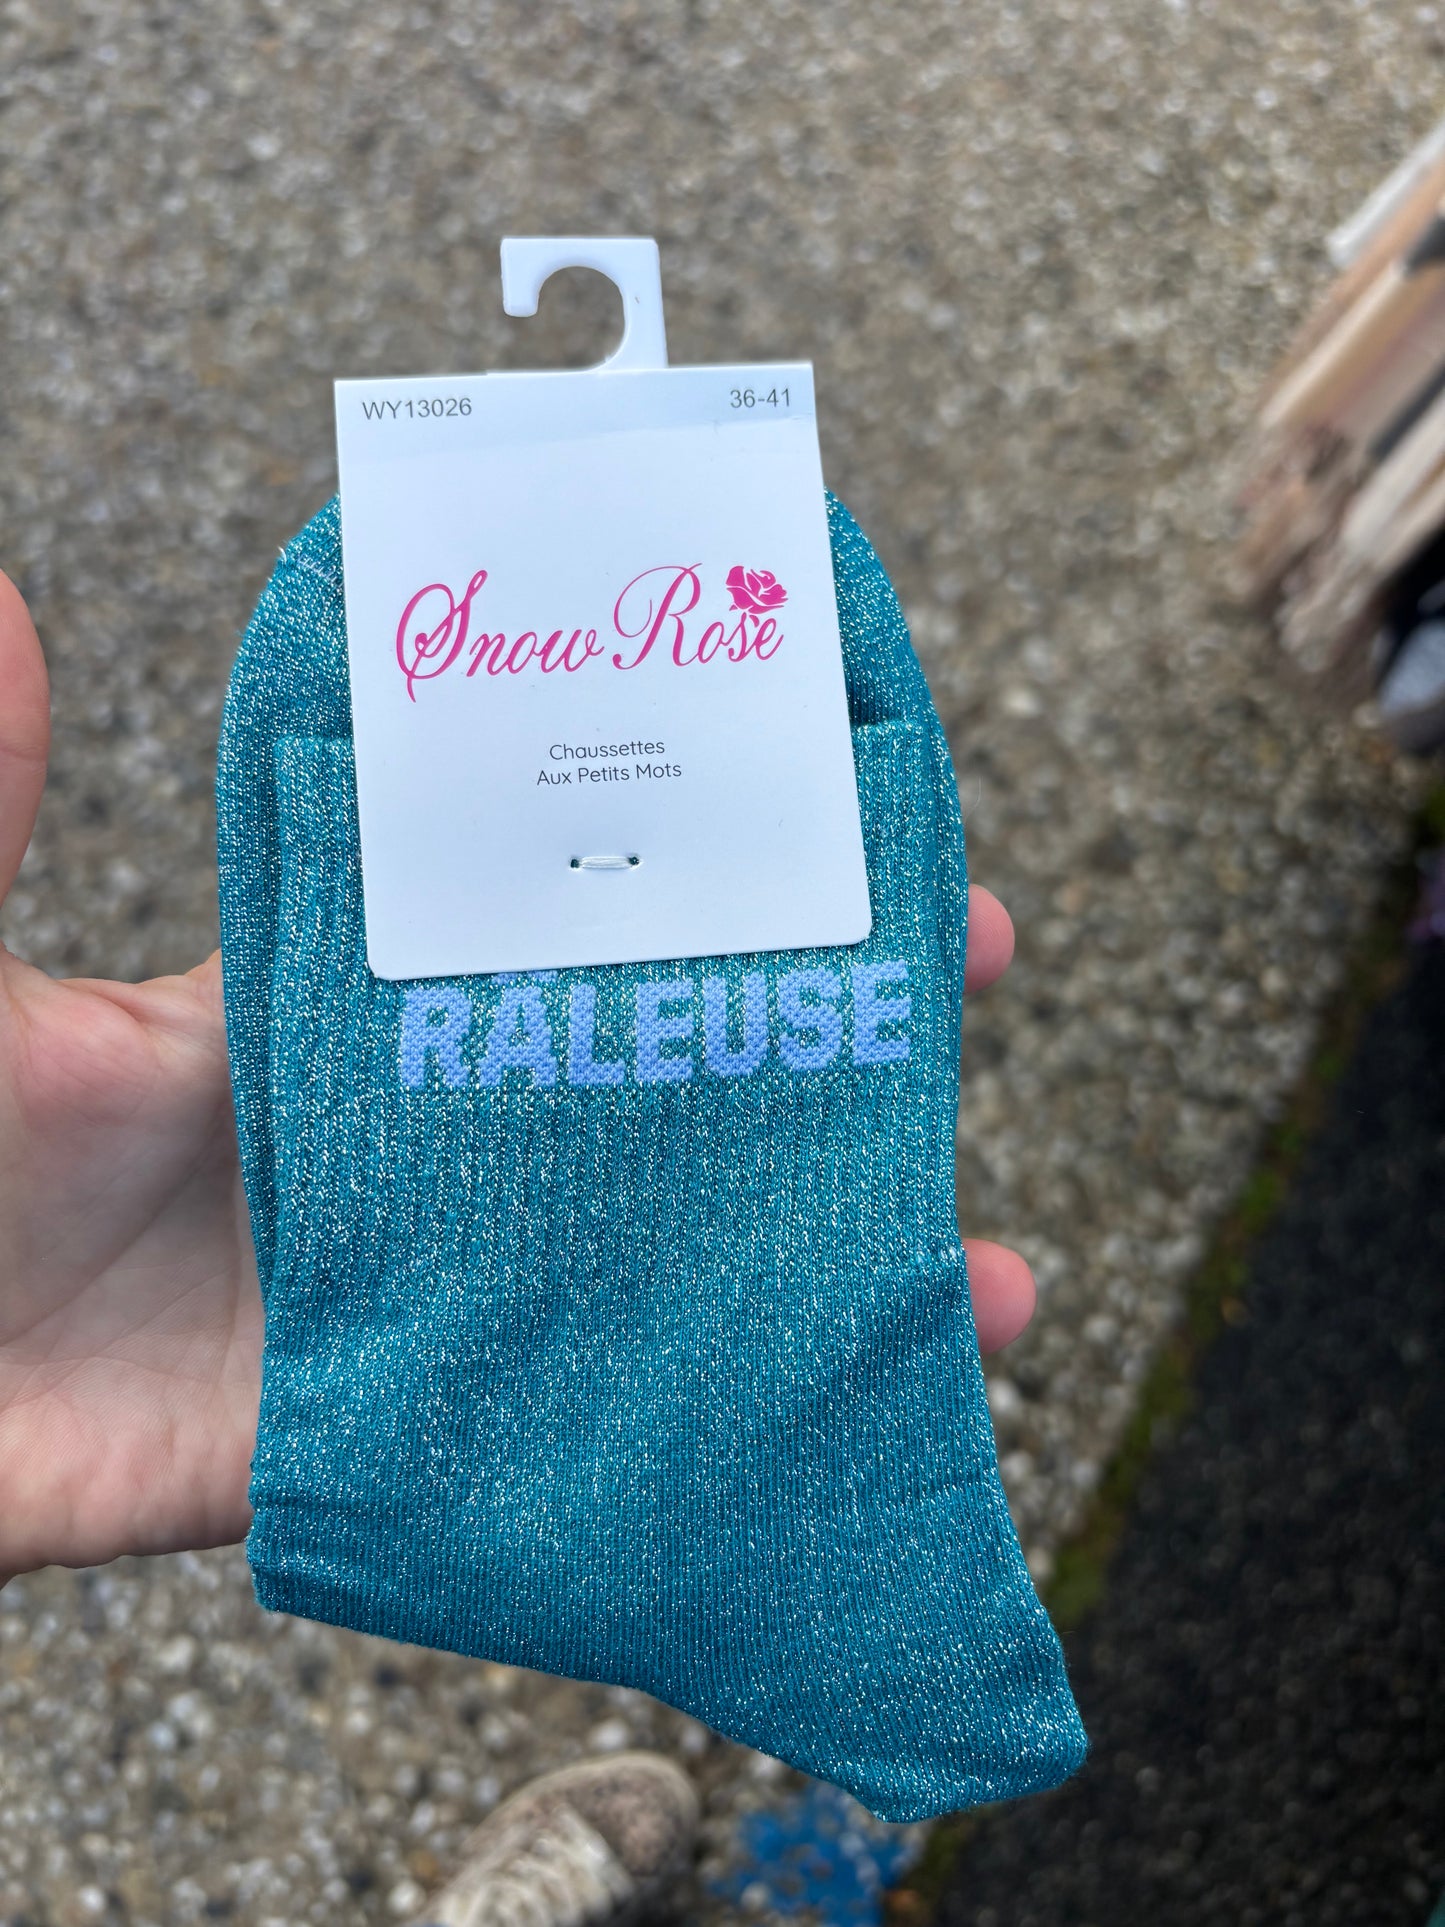 WY13026 36-41
Snow Rose
Chaussettes
Aux Petits Mots
RÂLEUSE